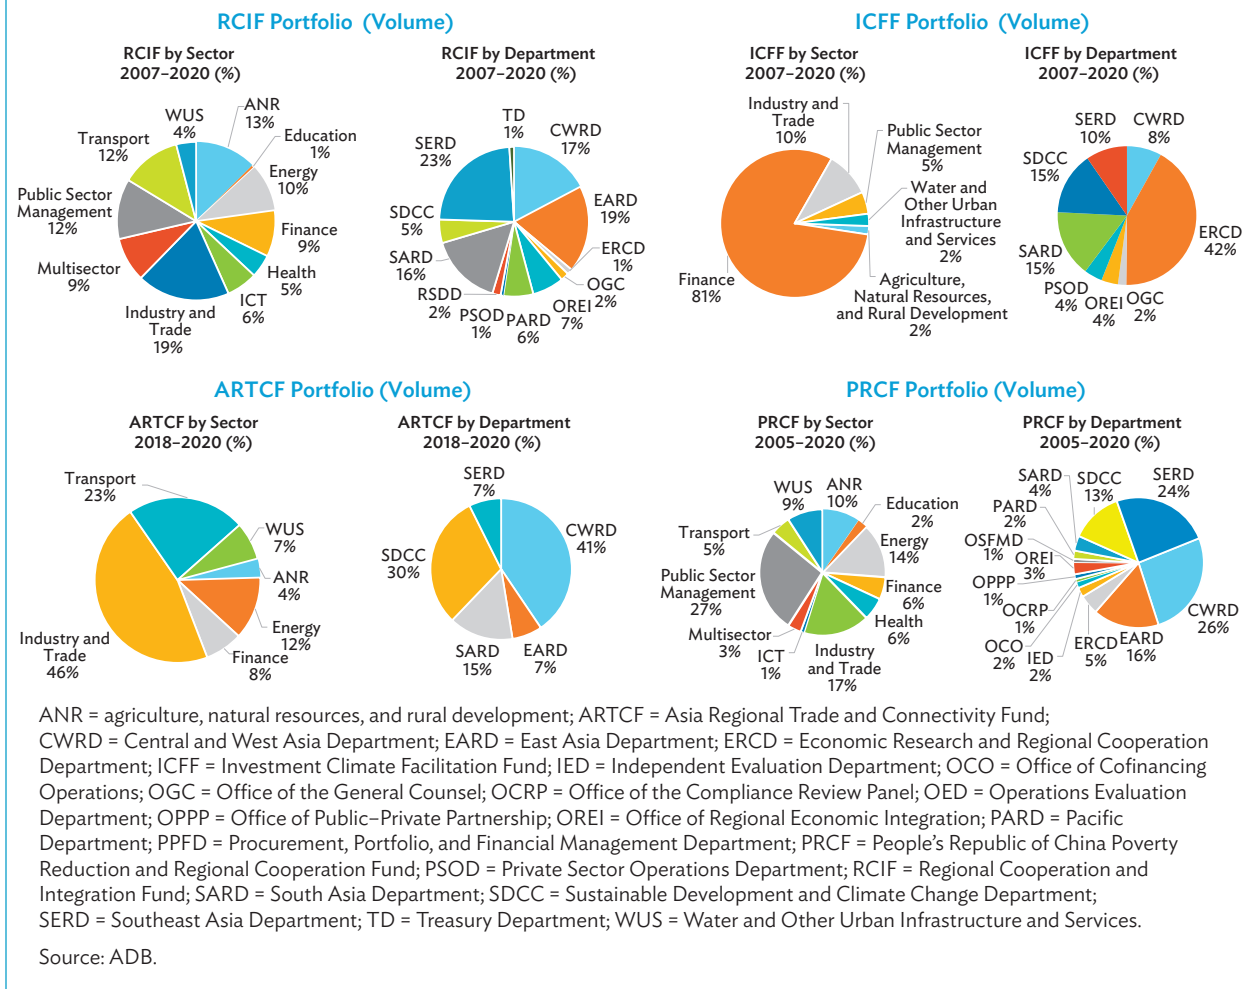 RCIF Portfolio (Volume)
RCIF by Sector
2007–2020 (%)
WUS
4%
ANR
13%
Education
1%
Energy
10%
Finance
9%
Health
5%
ICT
6%
Industry and
Trade
19%
Multisector
9%
Public Sector
Management
12%
Transport
12%
RCIF by Department
2007–2020 (%)
TD
1%
CWRD
17%
EARD
19%
ERCD
1%
OGC
2%
OREI
7%
PARD
6%
PSOD
1%
RSDD
2%
SARD
16%
SDCC
5%
SERD
23%
ICFF Portfolio (Volume)
ICFF by Sector
2007–2020 (%)
Industry and
Trade
10%
Public Sector
Management
5%
Water and
Other Urban
Infrastructure
and Services
2%
Agriculture,
Natural Resources,
and Rural Development
2%
Finance
81%
ICFF by Department
2007–2020 (%)
SERD
10%
CWRD
8%
ERCD
42%
OGC
2%
OREI
4%
PSOD
4%
SARD
15%
SDCC
15%
ARTCF Portfolio (Volume)
ARTCF by Sector
2018–2020 (%)
Transport
23%
WUS
7%
ANR
4%
Energy
12%
Finance
8%
Industry and
Trade
46%
ARTCF by Department
2018–2020 (%)
SERD
7%
CWRD
41%
EARD
7%
SARD
15%
SDCC
30%
PRCF Portfolio (Volume)
PRCF by Sector
2005–2020 (%)
WUS
9%
ANR
10%
Education
2%
Energy
14%
Finance
6%
Health
6%
Industry
and Trade
17%
ICT
1%
Multisector
3%
Public Sector
Management
27%
Transport
5%
PRCF by Department
2005–2020 (%)
SARD
4%
SDCC
13%
SERD
24%
PARD
2%
OSFMD
1%
OREI
3%
OPPP
1%
OCRP
1%
OCO
2%
IED
2%
ERCD
5%
EARD
16%
CWRD
26%
ANR = agriculture, natural resources, and rural development; ARTCF = Asia Regional Trade and Connectivity Fund;
CWRD = Central and West Asia Department; EARD = East Asia Department; ERCD = Economic Research and Regional Cooperation
Department; ICFF = Investment Climate Facilitation Fund; IED = Independent Evaluation Department; OCO = Office of Cofinancing
Operations; OGC = Office of the General Counsel; OCRP = Office of the Compliance Review Panel; OED = Operations Evaluation
Department; OPPP = Office of Public–Private Partnership; OREI = Office of Regional Economic Integration; PARD = Pacific
Department; PPFD = Procurement, Portfolio, and Financial Management Department; PRCF = People’s Republic of China Poverty
Reduction and Regional Cooperation Fund; PSOD = Private Sector Operations Department; RCIF = Regional Cooperation and
Integration Fund; SARD = South Asia Department; SDCC = Sustainable Development and Climate Change Department;
SERD = Southeast Asia Department; TD = Treasury Department; WUS = Water and Other Urban Infrastructure and Services.
Source: ADB.